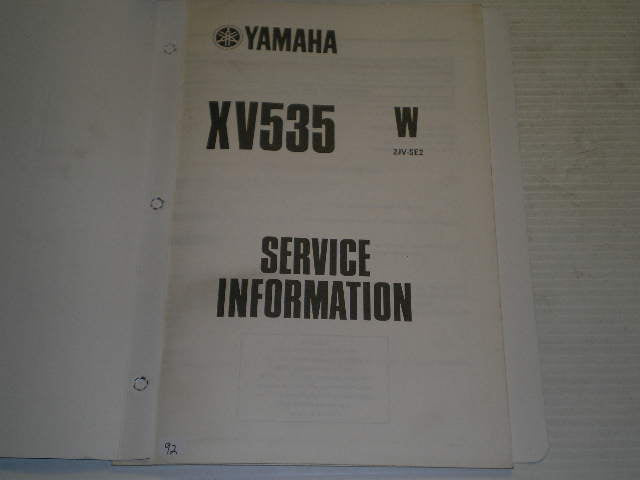 YAMAHA
XV535 W
2JV-SE2
SERVICE
INFORMATION
92